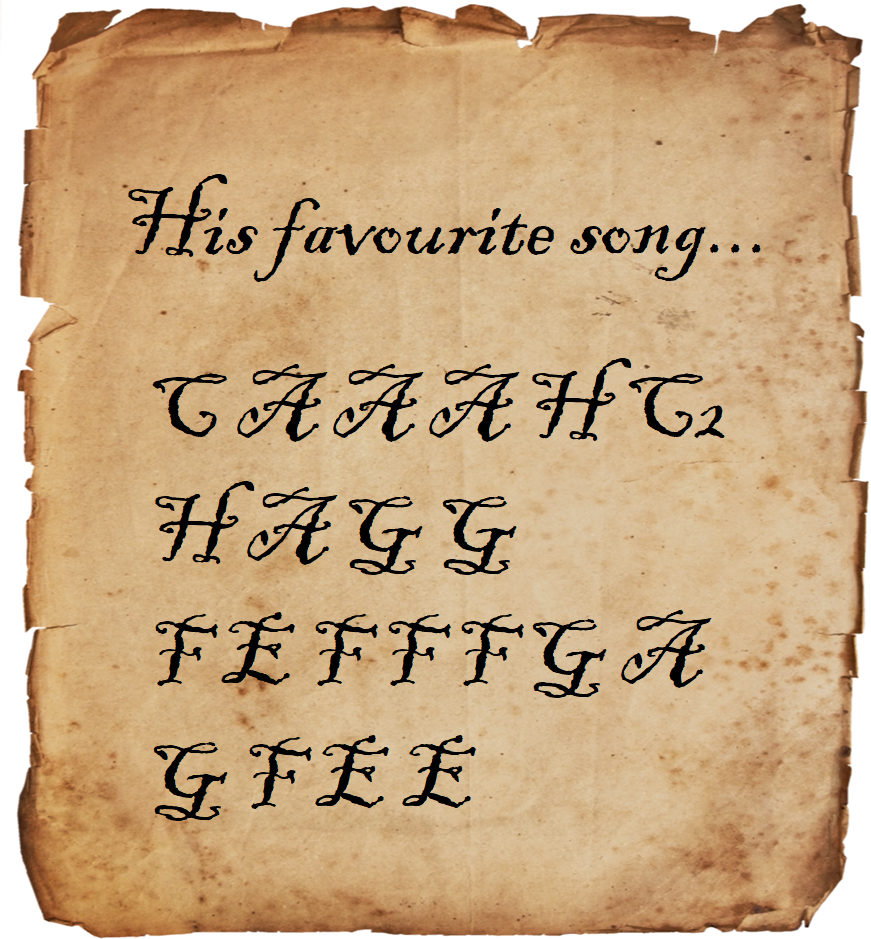 His favourite song...
C A A A H C2
H A G G
F E F F F G A
G F E E